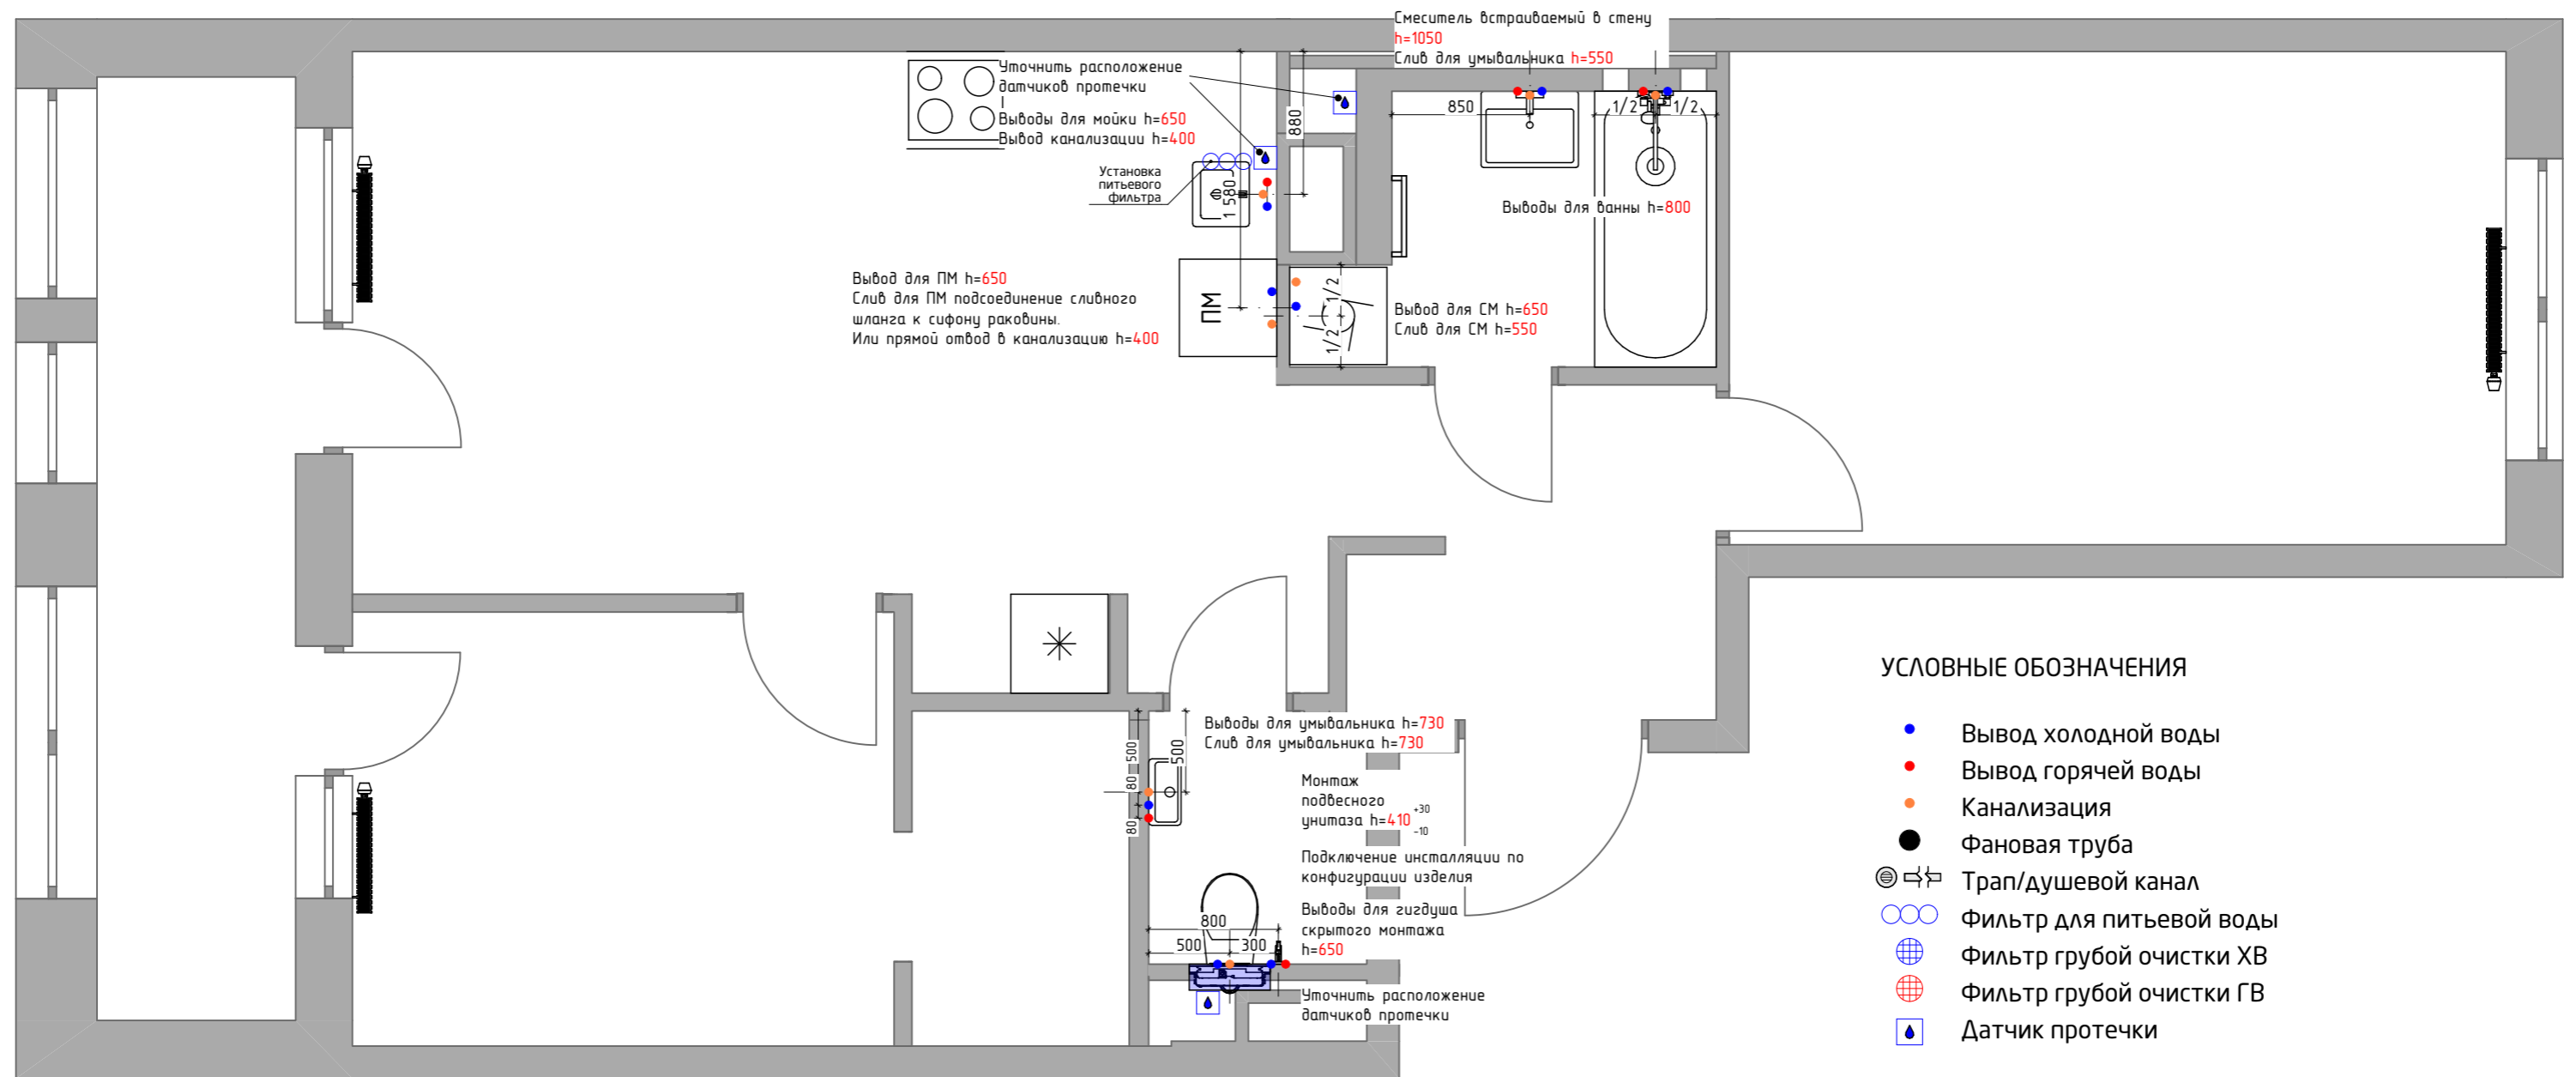 Смеситель встраиваемый в стену
h=1050
Слив для умывальника h=550
Уточнить расположение
датчиков протечки
Выводы для мойки h=650
Вывод канализации h=400
Установка
питьевого
фильтра
1 580
880
850
1/2
1/2
Выводы для ванны h=800
Вывод для ПМ h=650
Слив для ПМ подсоединение сливного
шланга к сифону раковины.
Или прямой отвод в канализацию h=400
ПМ
1/2
1/2
Вывод для СМ h=650
Слив для СМ h=550
Выводы для умывальника h=730
Слив для умывальника h=730
500
500
80
80
Монтаж
подвесного
унитаза h=410 +30
-10
Подключение инсталляции по
конфигурации изделия
Выводы для гигдуша
скрытого монтажа
h=650
800
500
300
Уточнить расположение
датчиков протечки
УСЛОВНЫЕ ОБОЗНАЧЕНИЯ
Вывод холодной воды
Вывод горячей воды
Канализация
Фановая труба
Трап/душевой канал
Фильтр для питьевой воды
Фильтр грубой очистки ХВ
Фильтр грубой очистки ГВ
Датчик протечки